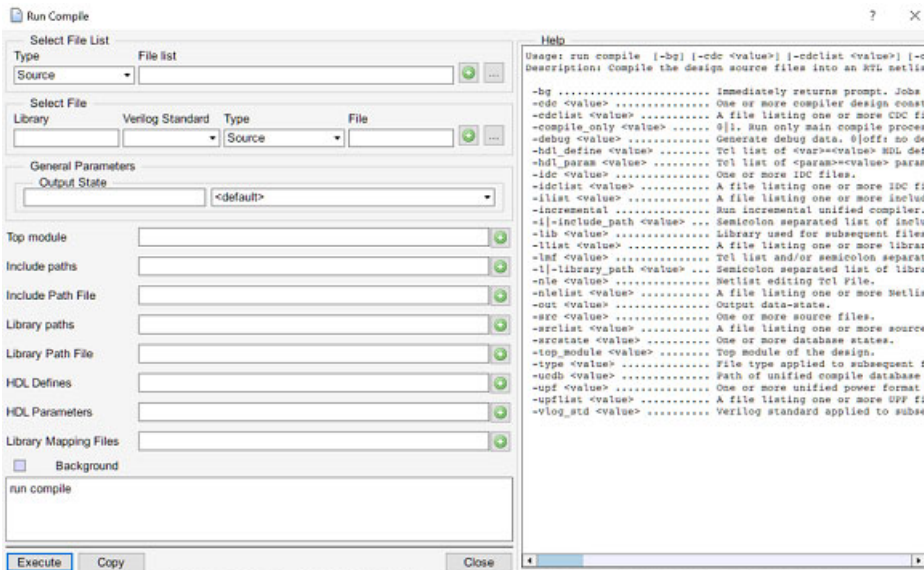 Run Compile
?
Select File List
Type File list
Source
...
Select File
Library Verilog Standard Type File
Source
...
General Parameters
Output State
<default>
Top module
Include paths
Include Path File
Library paths
Library Path File
HDL Defines
HDL Parameters
Library Mapping Files
Background
run compile
Execute Copy Close
Help
Usage: run compile [-bg] [-cdc <value>] [-cdclist <value>] [-c
Description: Compile the design source files into an RTL netlis
-bg ....................... Immediately returns prompt. Jobs
-cdc <value> .............. One or more compiler design cons
-cdclist <value> .......... A file listing one or more CDC fi
-compile_only <value> ...... 0|1. Run only main compile proce
-debug <value> ............ Generate debug data. 0|off: no de
-hdl_define <value> ....... Tcl list of <var>=<value> HDL def
-hdl_param <value> ........ Tcl list of <param>=<value> param
-idc <value> .............. One or more IDC files.
-idclist <value> .......... A file listing one or more IDC fi
-ilist <value> ............ A file listing one or more includ
-incremental .............. Run incremental unified compiler
-i|-include_path <value> ... Semicolon separated list of inclu
-lib <value> .............. Library used for subsequent files
-llist <value> ............ A file listing one or more librar
-lmf <value> .............. Tcl list and/or semicolon separat
-l|-library_path <value> ... Semicolon separated list of libra
-nle <value> .............. Netlist editing Tcl File.
-nlelist <value> .......... A file listing one or more Netlis
-out <value> .............. Output data-state.
-src <value> .............. One or more source files.
-srclist <value> .......... A file listing one or more source
-srcstate <value> ......... One or more database states.
-top_module <value> ....... Top module of the design.
-type <value> ............. File type applied to subsequent f
-ucdb <value> ............. Path of unified compile database
-upf <value> .............. One or more unified power format
-upflist <value> .......... A file listing one or more UPF fi
-vlog_std <value> ......... Verilog standard applied to subse